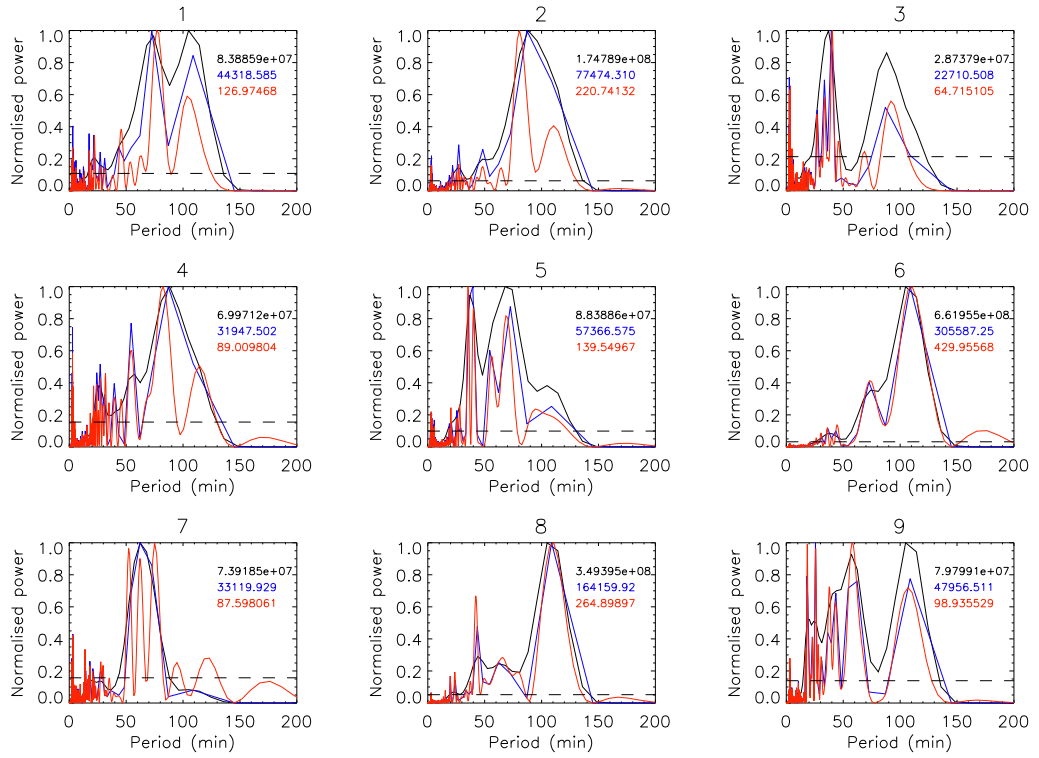 1
Normalised power
1.0
0.8
0.6
0.4
0.2
0.0
8.38859e+07
44318.585
126.97468
0 50 100 150 200
Period (min)
2
Normalised power
1.0
0.8
0.6
0.4
0.2
0.0
1.74789e+08
77474.310
220.74132
0 50 100 150 200
Period (min)
3
Normalised power
1.0
0.8
0.6
0.4
0.2
0.0
2.87379e+07
22710.508
64.715105
0 50 100 150 200
Period (min)
4
Normalised power
1.0
0.8
0.6
0.4
0.2
0.0
6.99712e+07
31947.502
89.009804
0 50 100 150 200
Period (min)
5
Normalised power
1.0
0.8
0.6
0.4
0.2
0.0
8.83886e+07
57366.575
139.54967
0 50 100 150 200
Period (min)
6
Normalised power
1.0
0.8
0.6
0.4
0.2
0.0
6.61955e+08
305587.25
429.95568
0 50 100 150 200
Period (min)
7
Normalised power
1.0
0.8
0.6
0.4
0.2
0.0
7.39185e+07
33119.929
87.598061
0 50 100 150 200
Period (min)
8
Normalised power
1.0
0.8
0.6
0.4
0.2
0.0
3.49395e+08
164159.92
264.89897
0 50 100 150 200
Period (min)
9
Normalised power
1.0
0.8
0.6
0.4
0.2
0.0
7.97991e+07
47956.511
98.935529
0 50 100 150 200
Period (min)